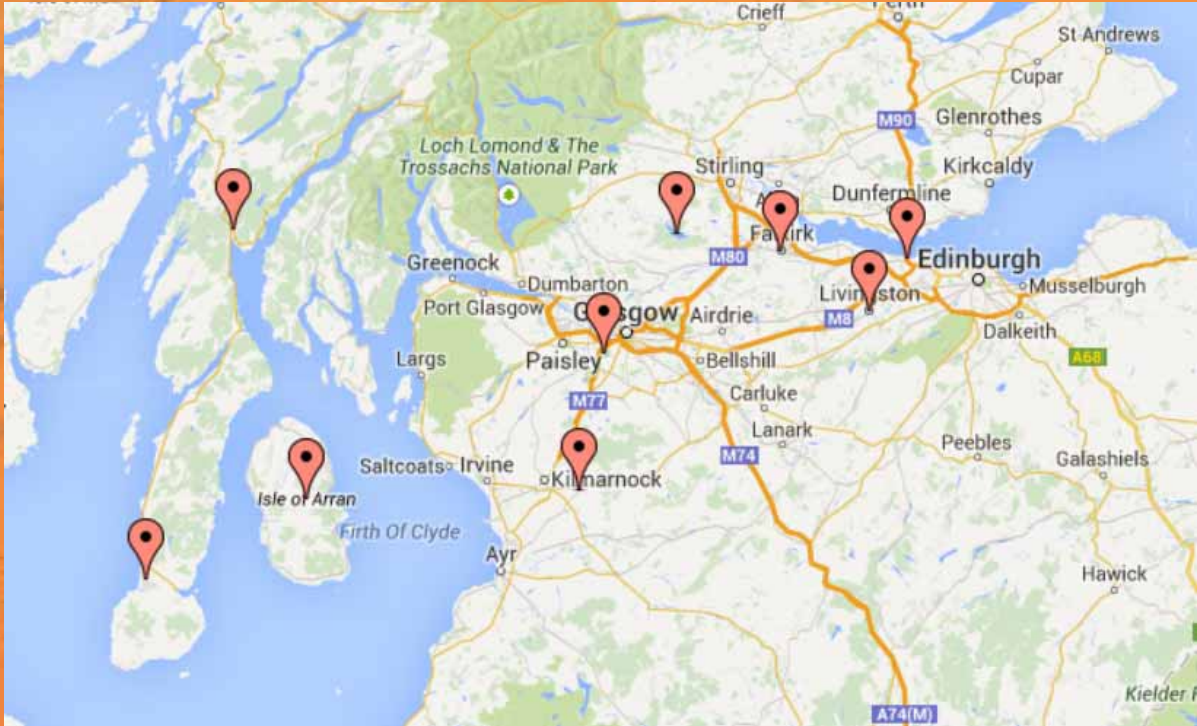 Crieff
Perth
St Andrews
Cupar
M90
Glenrothes
Loch Lomond & The
Trossachs National Park
Stirling
Kirkcaldy
Dunfermline
Falkirk
M80
Edinburgh
Greenock
Dumbarton
Musselburgh
Livingston
Port Glasgow
Glasgow
Airdrie
M8
Dalkeith
Largs
Paisley
Bellshill
A68
M77
Carluke
Lanark
Peebles
M74
Galashiels
Saltcoats
Irvine
Kilmarnock
Isle of Arran
Firth Of Clyde
Ayr
Hawick
A74(M)
Kielder